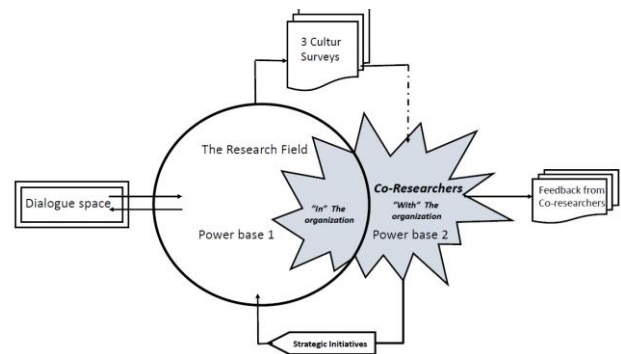 3 Cultur
Surveys
The Research Field
Dialogue space
Power base 1
"In" The
organization
Co-Researchers
"With" The
organization
Power base 2
Feedback from
Co-researchers
Strategic Initiatives